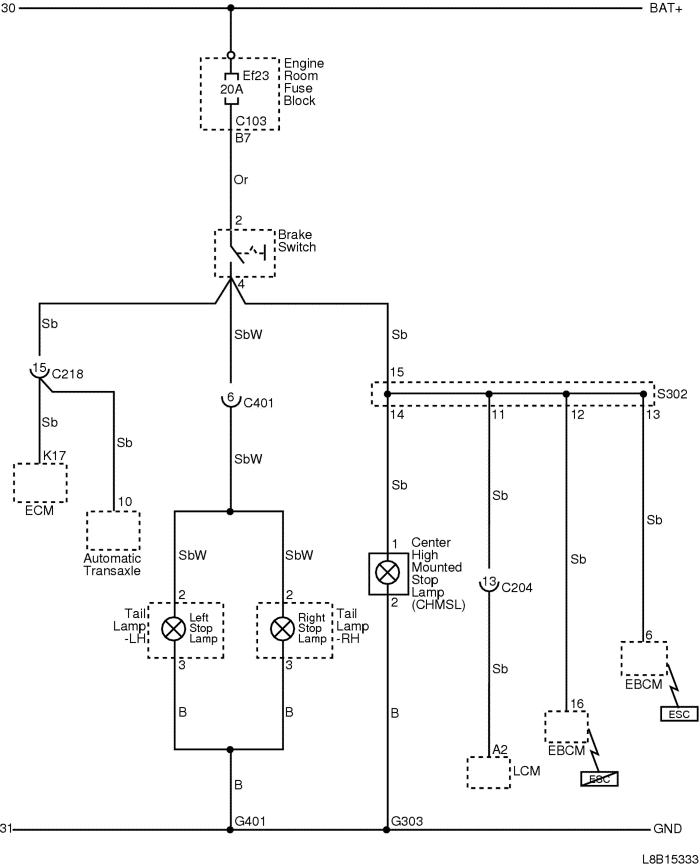 30
BAT+
Ef23
20A
Engine
Room
Fuse
Block
C103
B7
Or
2
Brake
Switch
4
Sb
SbW
Sb
15
C218
15
6
C401
S302
14
11
12
13
Sb
Sb
SbW
K17
10
ECM
Sb
Sb
Sb
Sb
Automatic
Transaxle
SbW
SbW
1
Center
High
Mounted
Stop
Lamp
(CHMSL)
2
13
C204
2
2
Tail
Lamp
-LH
Left
Stop
Lamp
Right
Stop
Lamp
Tail
Lamp
-RH
3
3
6
EBCM
Sb
ESC
B
B
B
16
EBCM
A2
LCM
ESC
B
31
G401
G303
GND
L8B15333